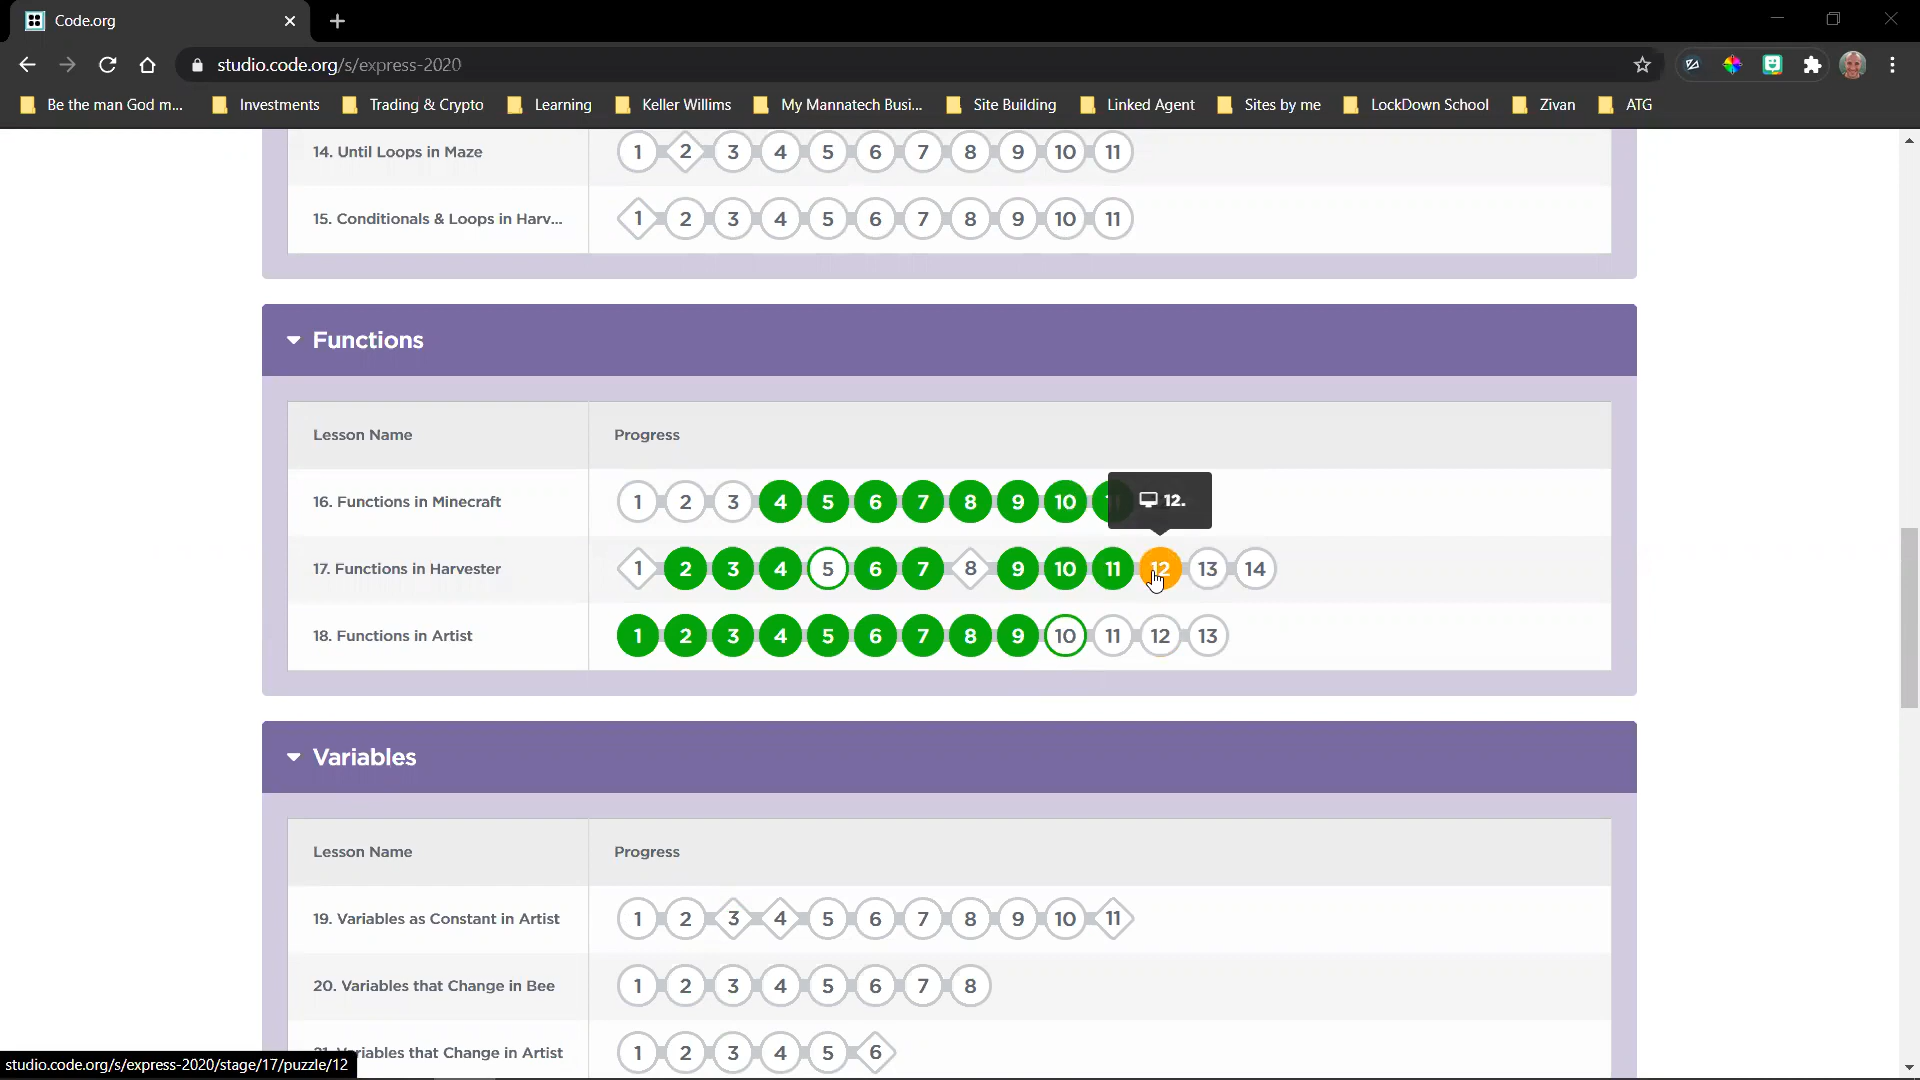 Code.org
studio.code.org/s/express-2020
Be the man God m...
Investments
Trading & Crypto
Learning
Keller Willims
My Mannatech Busi...
Site Building
Linked Agent
Sites by me
LockDown School
Zivan
ATG
14. Until Loops in Maze 1 2 3 4 5 6 7 8 9 10 11
15. Conditionals & Loops in Harv... 1 2 3 4 5 6 7 8 9 10 11
Functions
Lesson Name Progress
12.
16. Functions in Minecraft 1 2 3 4 5 6 7 8 9 10
17. Functions in Harvester 1 2 3 4 5 6 7 8 9 10 11 12 13 14
18. Functions in Artist 1 2 3 4 5 6 7 8 9 10 11 12 13
Variables
Lesson Name Progress
19. Variables as Constant in Artist 1 2 3 4 5 6 7 8 9 10 11
20. Variables that Change in Bee 1 2 3 4 5 6 7 8
riables that Change in Artist 1 2 3 4 5 6
studio.code.org/s/express-2020/stage/17/puzzle/12